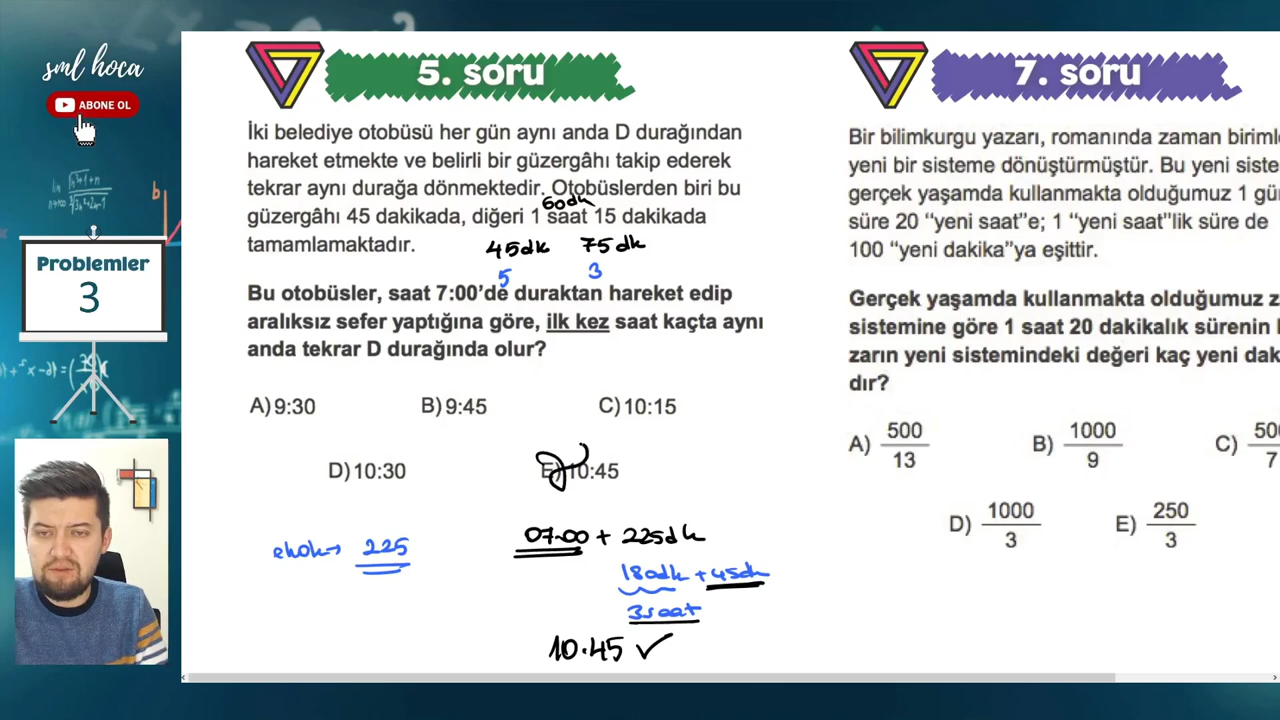 sml hoca
ABONE OL
Problemler
3
b
5. soru
İki belediye otobüsü her gün aynı anda D durağından
hareket etmekte ve belirli bir güzergâhı takip ederek
tekrar aynı durağa dönmektedir. Otobüslerden biri bu
60dk
güzergâhı 45 dakikada, diğeri 1 saat 15 dakikada
tamamlamaktadır.
45dk 75dk
5 3
Bu otobüsler, saat 7:00’de duraktan hareket edip
aralıksız sefer yaptığına göre, ilk kez saat kaçta aynı
anda tekrar D durağında olur?
A) 9:30 B) 9:45 C) 10:15
D) 10:30 E) 10:45
ekok→ 225
07.00 + 225dk
180dk + 45dk
3 saat
10.45 ✓
7. soru
Bir bilimkurgu yazarı, romanında zaman birimle
yeni bir sisteme dönüştürmüştür. Bu yeni siste
gerçek yaşamda kullanmakta olduğumuz 1 gü
süre 20 ‘‘yeni saat’’e; 1 ‘‘yeni saat’’lik süre de
100 ‘‘yeni dakika’’ya eşittir.
Gerçek yaşamda kullanmakta olduğumuz z
sistemine göre 1 saat 20 dakikalık sürenin
zarın yeni sistemindeki değeri kaç yeni dak
dır?
A) 500/13 B) 1000/9 C) 500/7
D) 1000/3 E) 250/3